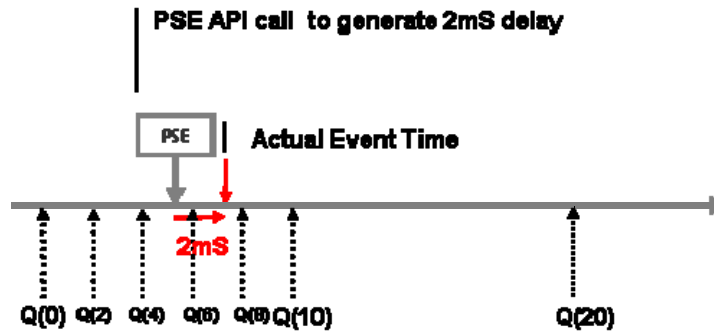 PSE API call to generate 2mS delay
PSE
Actual Event Time
2mS
Q(0) Q(2) Q(4) Q(6) Q(8) Q(10) Q(20)